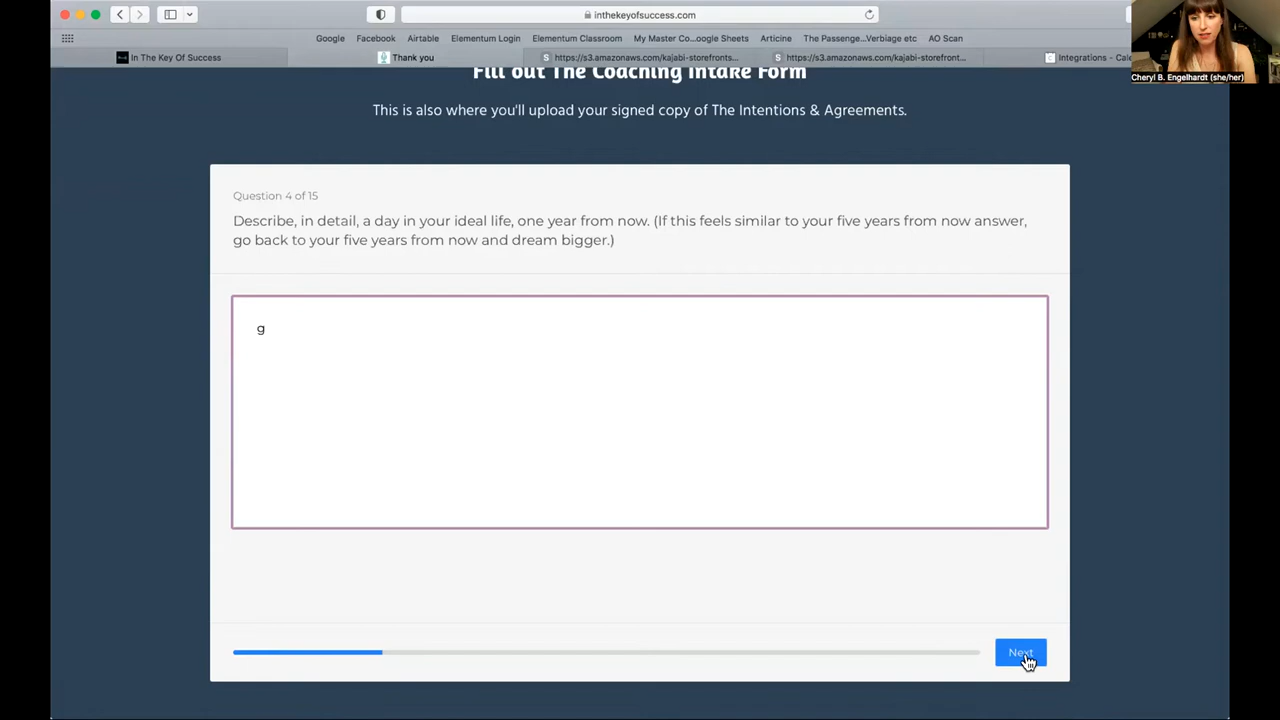 inthekeyofsuccess.com
Google Facebook Airtable Elementum Login Elementum Classroom My Master Co...oogle Sheets Articine The Passenge...Verbiage etc AO Scan
In The Key Of Success Thank you S https://s3.amazonaws.com/kajabi-storefronts... S https://s3.amazonaws.com/kajabi-storefront... Integrations - Cale
Cheryl B. Engelhardt (she/her)
Fill out The Coaching Intake Form
This is also where you'll upload your signed copy of The Intentions & Agreements.
Question 4 of 15
Describe, in detail, a day in your ideal life, one year from now. (If this feels similar to your five years from now answer,
go back to your five years from now and dream bigger.)
g
Next